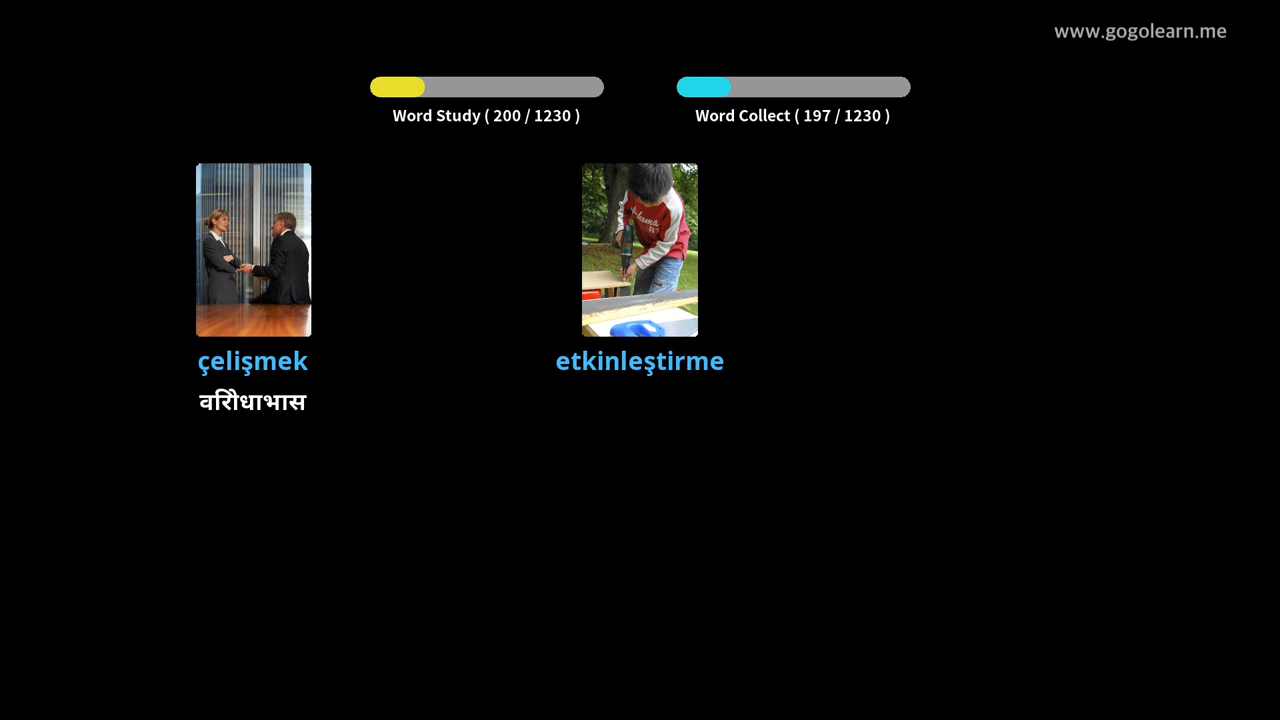 www.gogolearn.me
Word Study ( 200 / 1230 )
Word Collect ( 197 / 1230 )
çelişmek
etkinleştirme
विरोधाभास